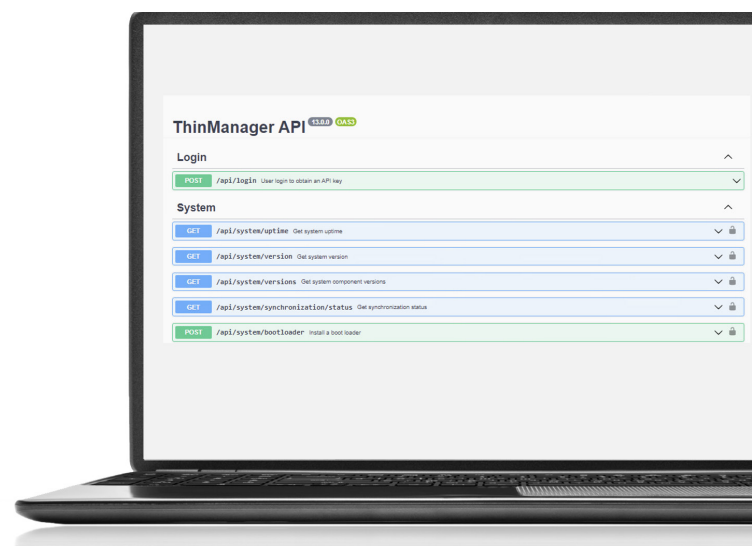 ThinManager API 13.0.0 OAS3
Login
POST /api/login User login to obtain an API key
System
GET /api/system/uptime Get system uptime
GET /api/system/version Get system version
GET /api/system/versions Get system component versions
GET /api/system/synchronization/status Get synchronization status
POST /api/system/bootloader Install a boot loader